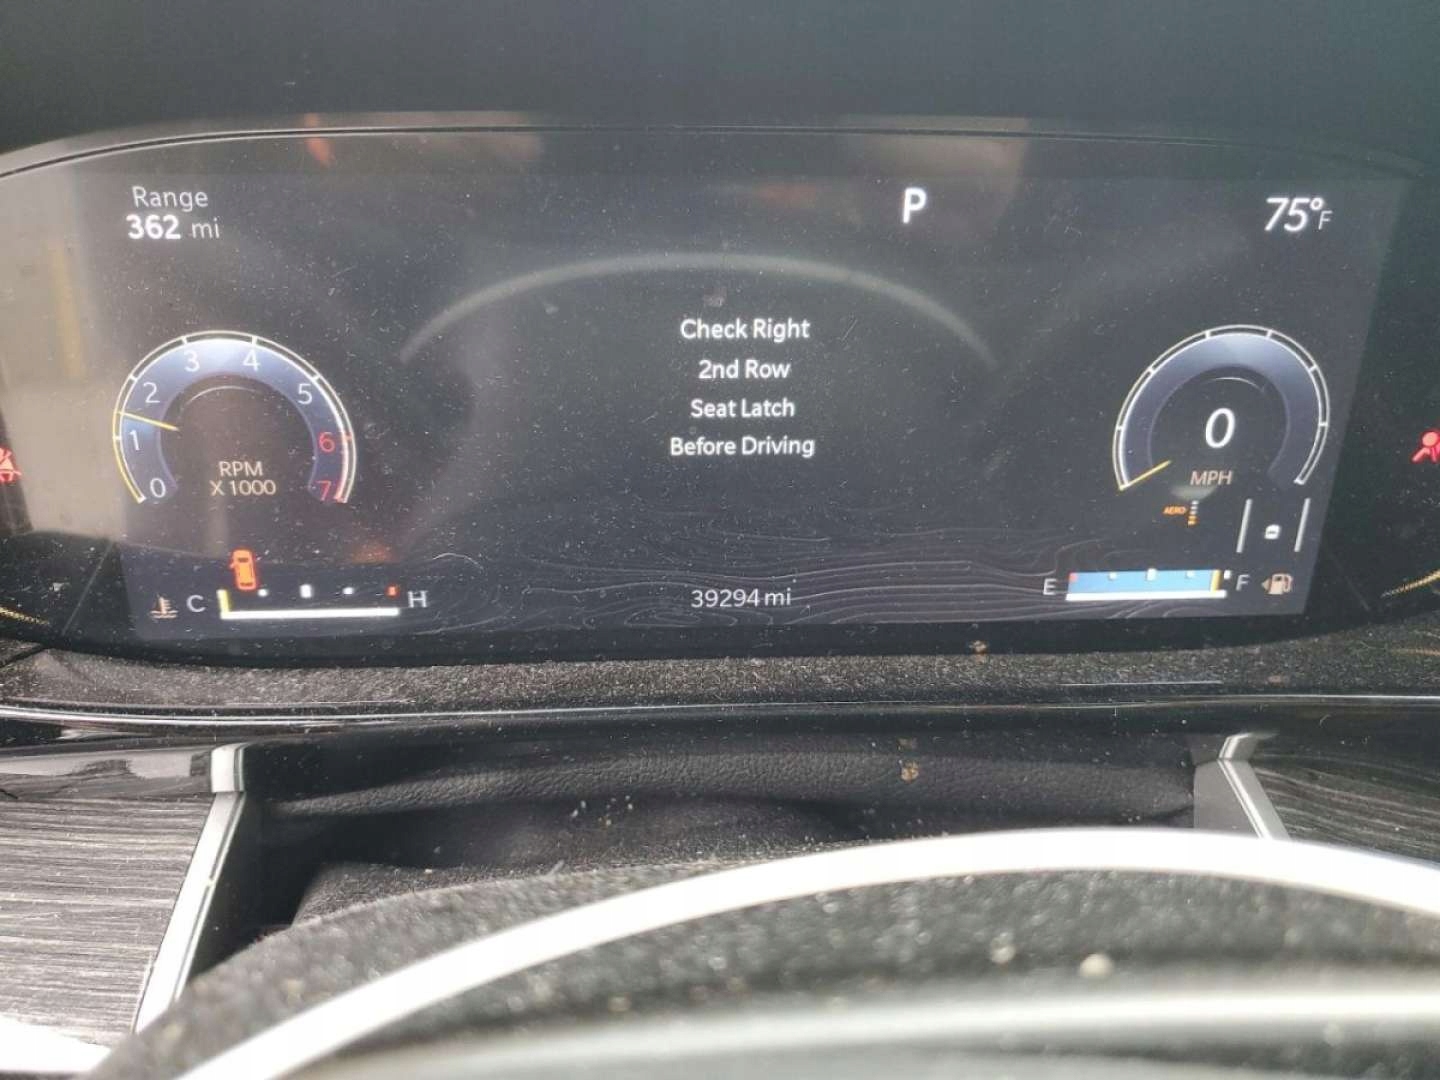 Range
362 mi
P
75°F
Check Right
2nd Row
Seat Latch
Before Driving
0 1 2 3 4 5 6 7
RPM
X 1000
0
MPH
AERO
C H
39294 mi
E F